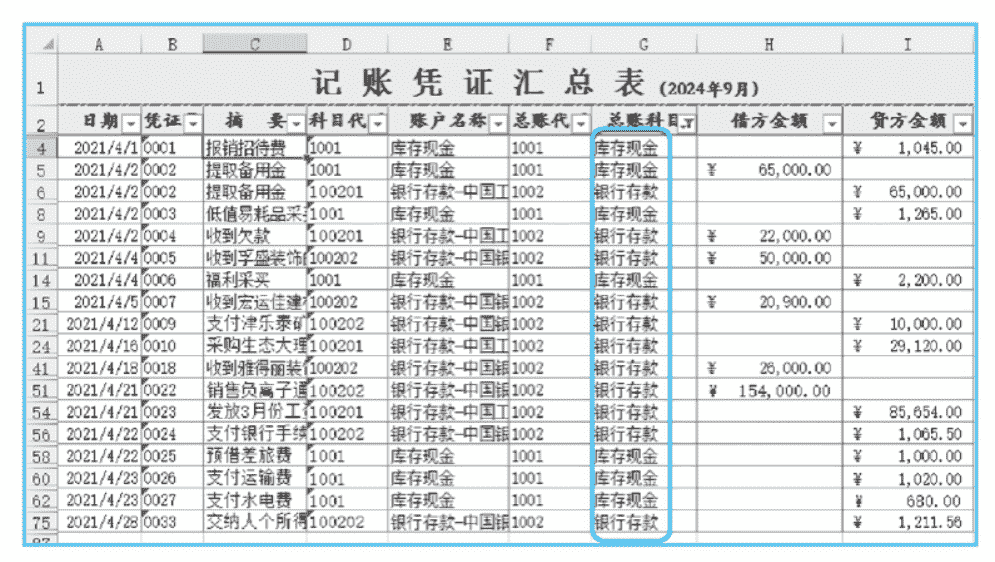 A B C D E F G H I
1 记 账 凭 证 汇 总 表 (2024年9月)
2 日期 凭证 摘 要 科目代 账户名称 总账代 总账科目 借方金额 贷方金额
4 2021/4/1 0001 报销招待费 1001 库存现金 1001 库存现金 ¥ 1,045.00
5 2021/4/2 0002 提取备用金 1001 库存现金 1001 库存现金 ¥ 65,000.00
6 2021/4/2 0002 提取备用金 100201 银行存款-中国工 1002 银行存款 ¥ 65,000.00
8 2021/4/2 0003 低值易耗品采 1001 库存现金 1001 库存现金 ¥ 1,265.00
9 2021/4/2 0004 收到欠款 100201 银行存款-中国工 1002 银行存款 ¥ 22,000.00
11 2021/4/4 0005 收到孚盛装饰 100202 银行存款-中国银 1002 银行存款 ¥ 50,000.00
14 2021/4/4 0006 福利采买 1001 库存现金 1001 库存现金 ¥ 2,200.00
15 2021/4/5 0007 收到宏运佳建 100202 银行存款-中国银 1002 银行存款 ¥ 20,900.00
21 2021/4/12 0009 支付津乐泰矿 100202 银行存款-中国银 1002 银行存款 ¥ 10,000.00
24 2021/4/16 0010 采购生态大理 100201 银行存款-中国工 1002 银行存款 ¥ 29,120.00
41 2021/4/18 0018 收到雅得丽装 100202 银行存款-中国银 1002 银行存款 ¥ 26,000.00
51 2021/4/21 0022 销售负离子通 100202 银行存款-中国银 1002 银行存款 ¥ 154,000.00
54 2021/4/21 0023 发放3月份工 100201 银行存款-中国工 1002 银行存款 ¥ 85,654.00
56 2021/4/22 0024 支付银行手续 100202 银行存款-中国银 1002 银行存款 ¥ 1,065.50
58 2021/4/22 0025 预借差旅费 1001 库存现金 1001 库存现金 ¥ 1,000.00
60 2021/4/23 0026 支付运输费 1001 库存现金 1001 库存现金 ¥ 1,020.00
62 2021/4/23 0027 支付水电费 1001 库存现金 1001 库存现金 ¥ 680.00
75 2021/4/28 0033 交纳人个所得 100202 银行存款-中国银 1002 银行存款 ¥ 1,211.56